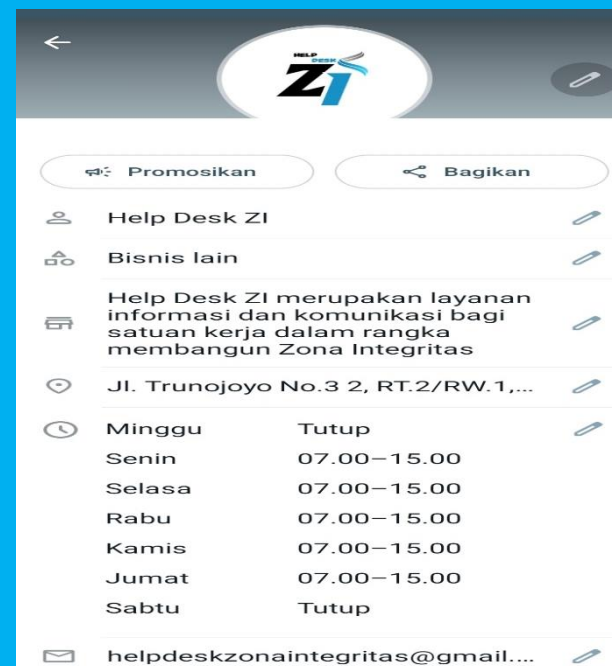 HELP
DESK
ZI
Promosikan
Bagikan
Help Desk ZI
Bisnis lain
Help Desk ZI merupakan layanan
informasi dan komunikasi bagi
satuan kerja dalam rangka
membangun Zona Integritas
Jl. Trunojoyo No.3 2, RT.2/RW.1,...
Minggu Tutup
Senin 07.00–15.00
Selasa 07.00–15.00
Rabu 07.00–15.00
Kamis 07.00–15.00
Jumat 07.00–15.00
Sabtu Tutup
helpdeskzonaintegritas@gmail....